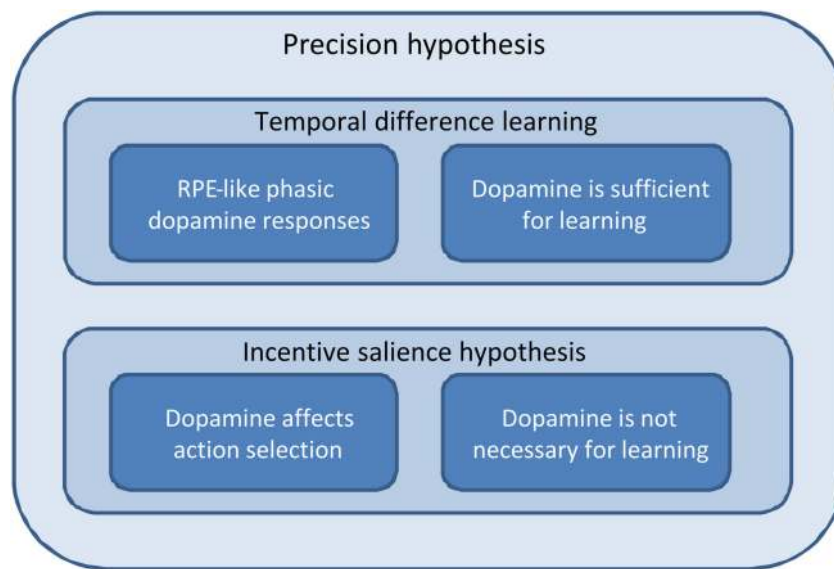 Precision hypothesis
Temporal difference learning
RPE-like phasic
dopamine responses
Dopamine is sufficient
for learning
Incentive salience hypothesis
Dopamine affects
action selection
Dopamine is not
necessary for learning